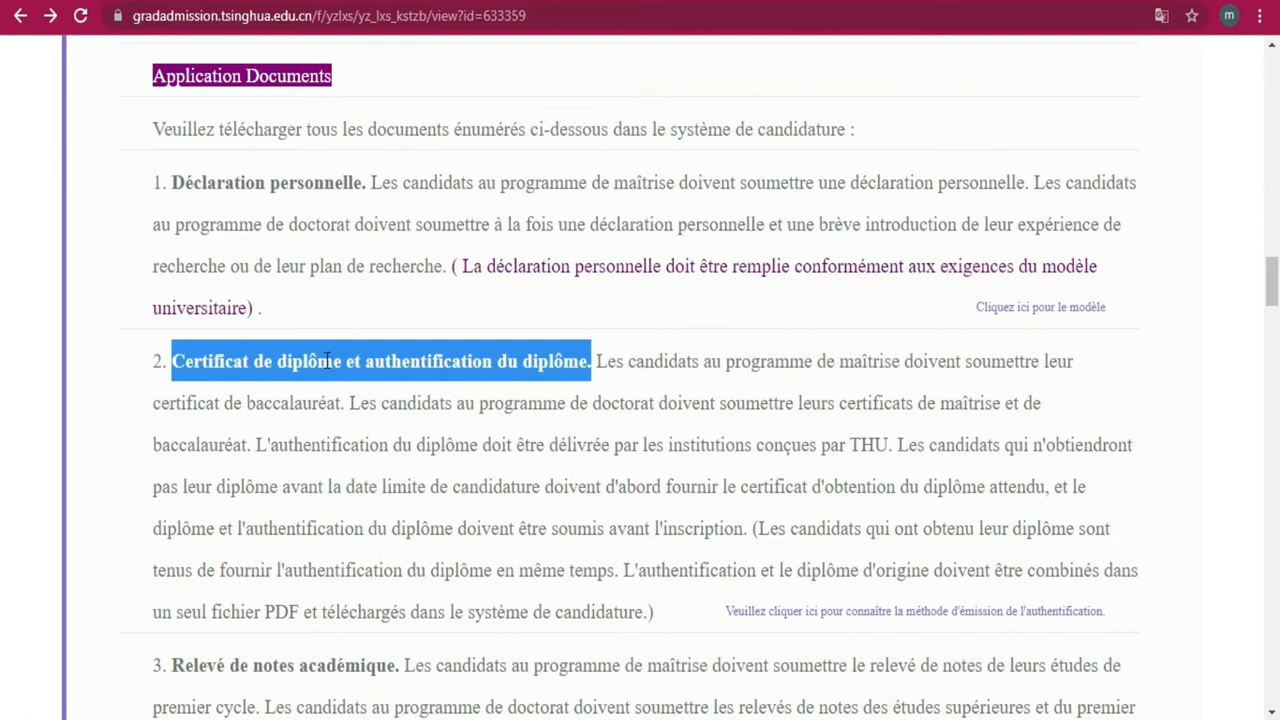 gradadmission.tsinghua.edu.cn/f/yzlxs/yz_lxs_kstzb/view?id=633359
m
Application Documents
Veuillez télécharger tous les documents énumérés ci-dessous dans le système de candidature :
1. Déclaration personnelle. Les candidats au programme de maîtrise doivent soumettre une déclaration personnelle. Les candidats
au programme de doctorat doivent soumettre à la fois une déclaration personnelle et une brève introduction de leur expérience de
recherche ou de leur plan de recherche. ( La déclaration personnelle doit être remplie conformément aux exigences du modèle
universitaire) .
Cliquez ici pour le modèle
2. Certificat de diplôme et authentification du diplôme. Les candidats au programme de maîtrise doivent soumettre leur
certificat de baccalauréat. Les candidats au programme de doctorat doivent soumettre leurs certificats de maîtrise et de
baccalauréat. L'authentification du diplôme doit être délivrée par les institutions conçues par THU. Les candidats qui n'obtiendront
pas leur diplôme avant la date limite de candidature doivent d'abord fournir le certificat d'obtention du diplôme attendu, et le
diplôme et l'authentification du diplôme doivent être soumis avant l'inscription. (Les candidats qui ont obtenu leur diplôme sont
tenus de fournir l'authentification du diplôme en même temps. L'authentification et le diplôme d'origine doivent être combinés dans
un seul fichier PDF et téléchargés dans le système de candidature.)
Veuillez cliquer ici pour connaître la méthode d'émission de l'authentification.
3. Relevé de notes académique. Les candidats au programme de maîtrise doivent soumettre le relevé de notes de leurs études de
premier cycle. Les candidats au programme de doctorat doivent soumettre les relevés de notes des études supérieures et du premier